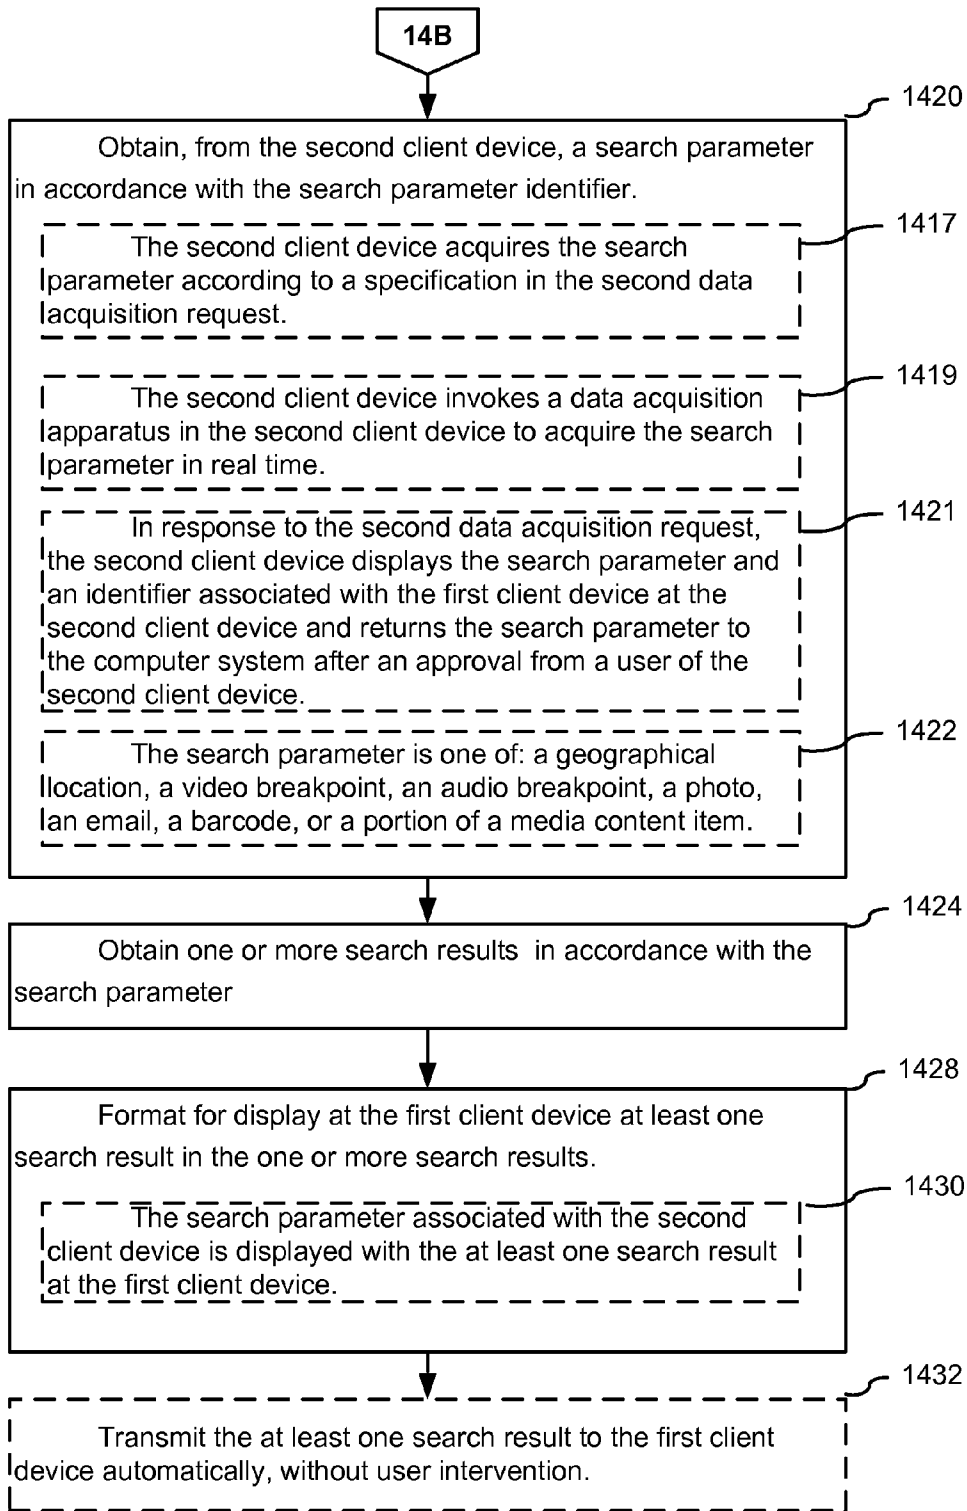 14B
1420
Obtain, from the second client device, a search parameter
in accordance with the search parameter identifier.
1417
The second client device acquires the search
parameter according to a specification in the second data
acquisition request.
1419
The second client device invokes a data acquisition
apparatus in the second client device to acquire the search
parameter in real time.
1421
In response to the second data acquisition request,
the second client device displays the search parameter and
an identifier associated with the first client device at the
second client device and returns the search parameter to
the computer system after an approval from a user of the
second client device.
1422
The search parameter is one of: a geographical
location, a video breakpoint, an audio breakpoint, a photo,
an email, a barcode, or a portion of a media content item.
1424
Obtain one or more search results in accordance with the
search parameter
1428
Format for display at the first client device at least one
search result in the one or more search results.
1430
The search parameter associated with the second
client device is displayed with the at least one search result
at the first client device.
1432
Transmit the at least one search result to the first client
device automatically, without user intervention.